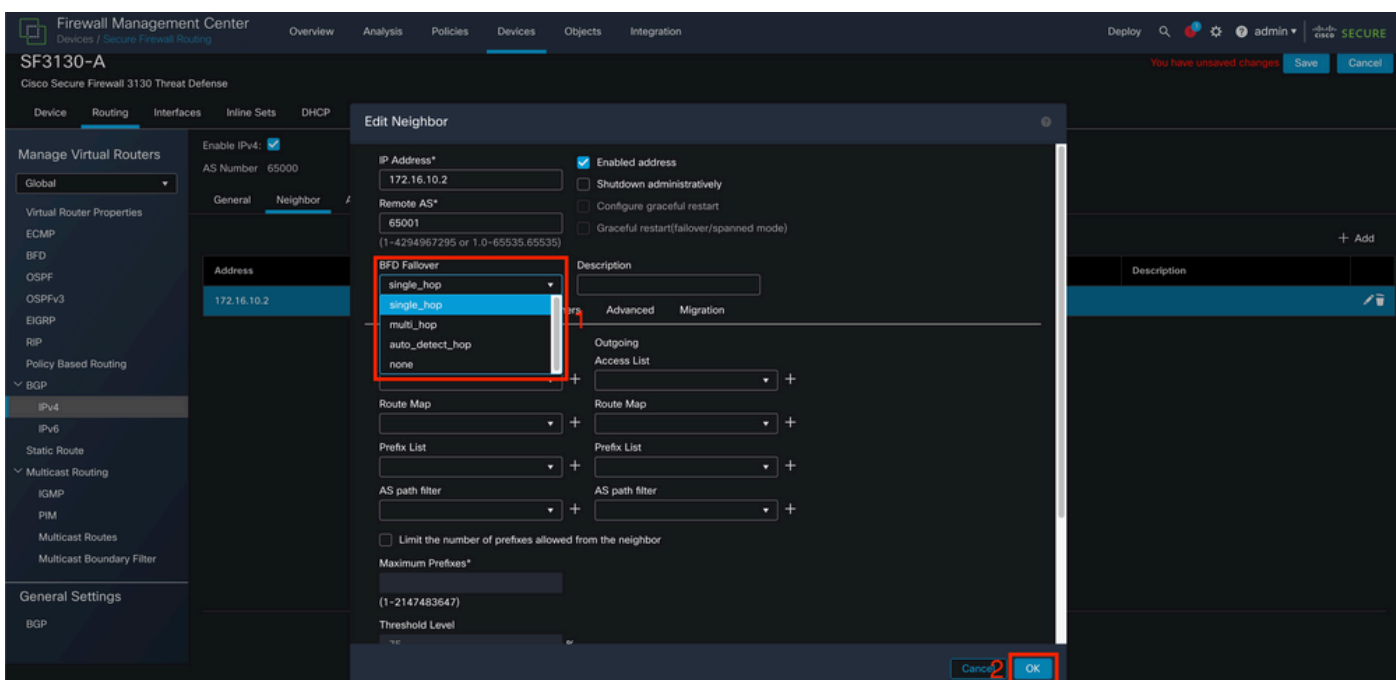 Firewall Management Center
Devices / Secure Firewall Routing
Overview Analysis Policies Devices Objects Integration
Deploy admin SECURE
cisco
SF3130-A
You have unsaved changes Save Cancel
Cisco Secure Firewall 3130 Threat Defense
Device Routing Interfaces Inline Sets DHCP
Manage Virtual Routers
Global
Virtual Router Properties
ECMP
BFD
OSPF
OSPFv3
EIGRP
RIP
Policy Based Routing
BGP
IPv4
IPv6
Static Route
Multicast Routing
IGMP
PIM
Multicast Routes
Multicast Boundary Filter
General Settings
BGP
Enable IPv4:
AS Number 65000
General Neighbor
+ Add
Address
Description
172.16.10.2
Edit Neighbor
IP Address*
172.16.10.2
Enabled address
Shutdown administratively
Remote AS*
65001
(1-4294967295 or 1.0-65535.65535)
Configure graceful restart
Graceful restart(failover/spanned mode)
BFD Fallover
Description
single_hop
single_hop
multi_hop
auto_detect_hop
none
1
Advanced Migration
Outgoing
Access List
Route Map
Route Map
Prefix List
Prefix List
AS path filter
AS path filter
Limit the number of prefixes allowed from the neighbor
Maximum Prefixes*
(1-2147483647)
Threshold Level
75 %
Cancel 2 OK